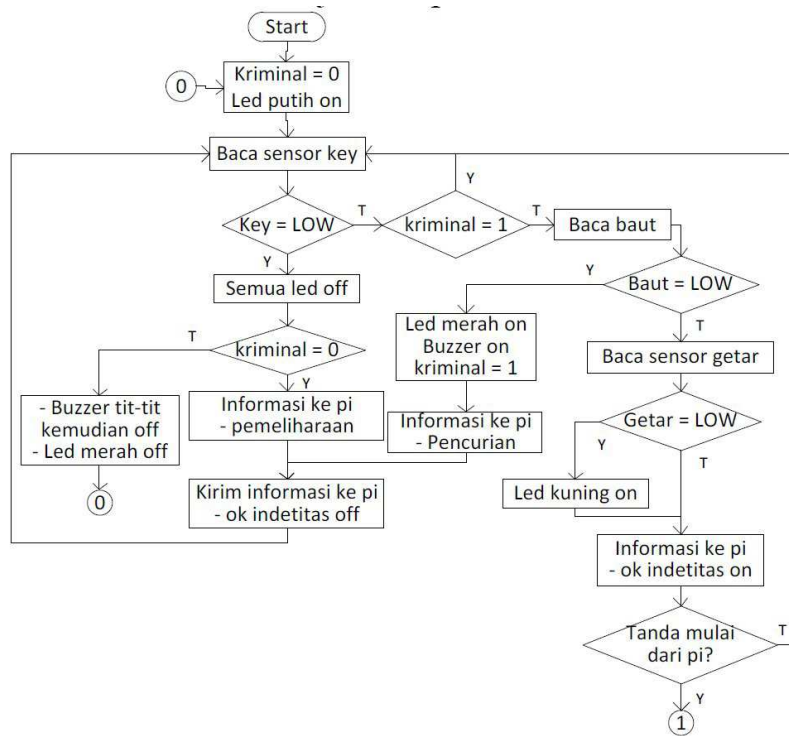 Start
0
Kriminal = 0
Led putih on
Baca sensor key
Key = LOW
T
Y
kriminal = 1
Y
T
Baca baut
Semua led off
Y
Baut = LOW
T
T
kriminal = 0
Y
Led merah on
Buzzer on
kriminal = 1
Baca sensor getar
- Buzzer tit-tit
kemudian off
- Led merah off
0
Informasi ke pi
- pemeliharaan
Informasi ke pi
- Pencurian
Getar = LOW
Y
T
Kirim informasi ke pi
- ok indetitas off
Led kuning on
Informasi ke pi
- ok indetitas on
Tanda mulai
dari pi?
T
Y
1